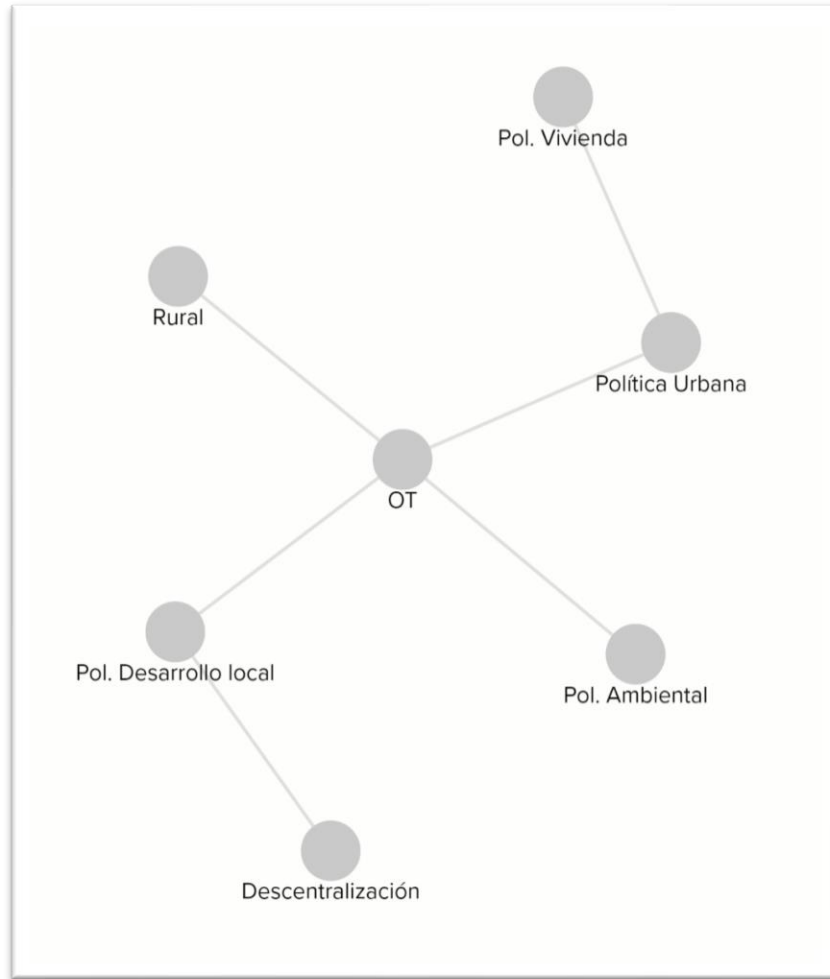 Pol. Vivienda
Rural
Política Urbana
OT
Pol. Desarrollo local
Pol. Ambiental
Descentralización